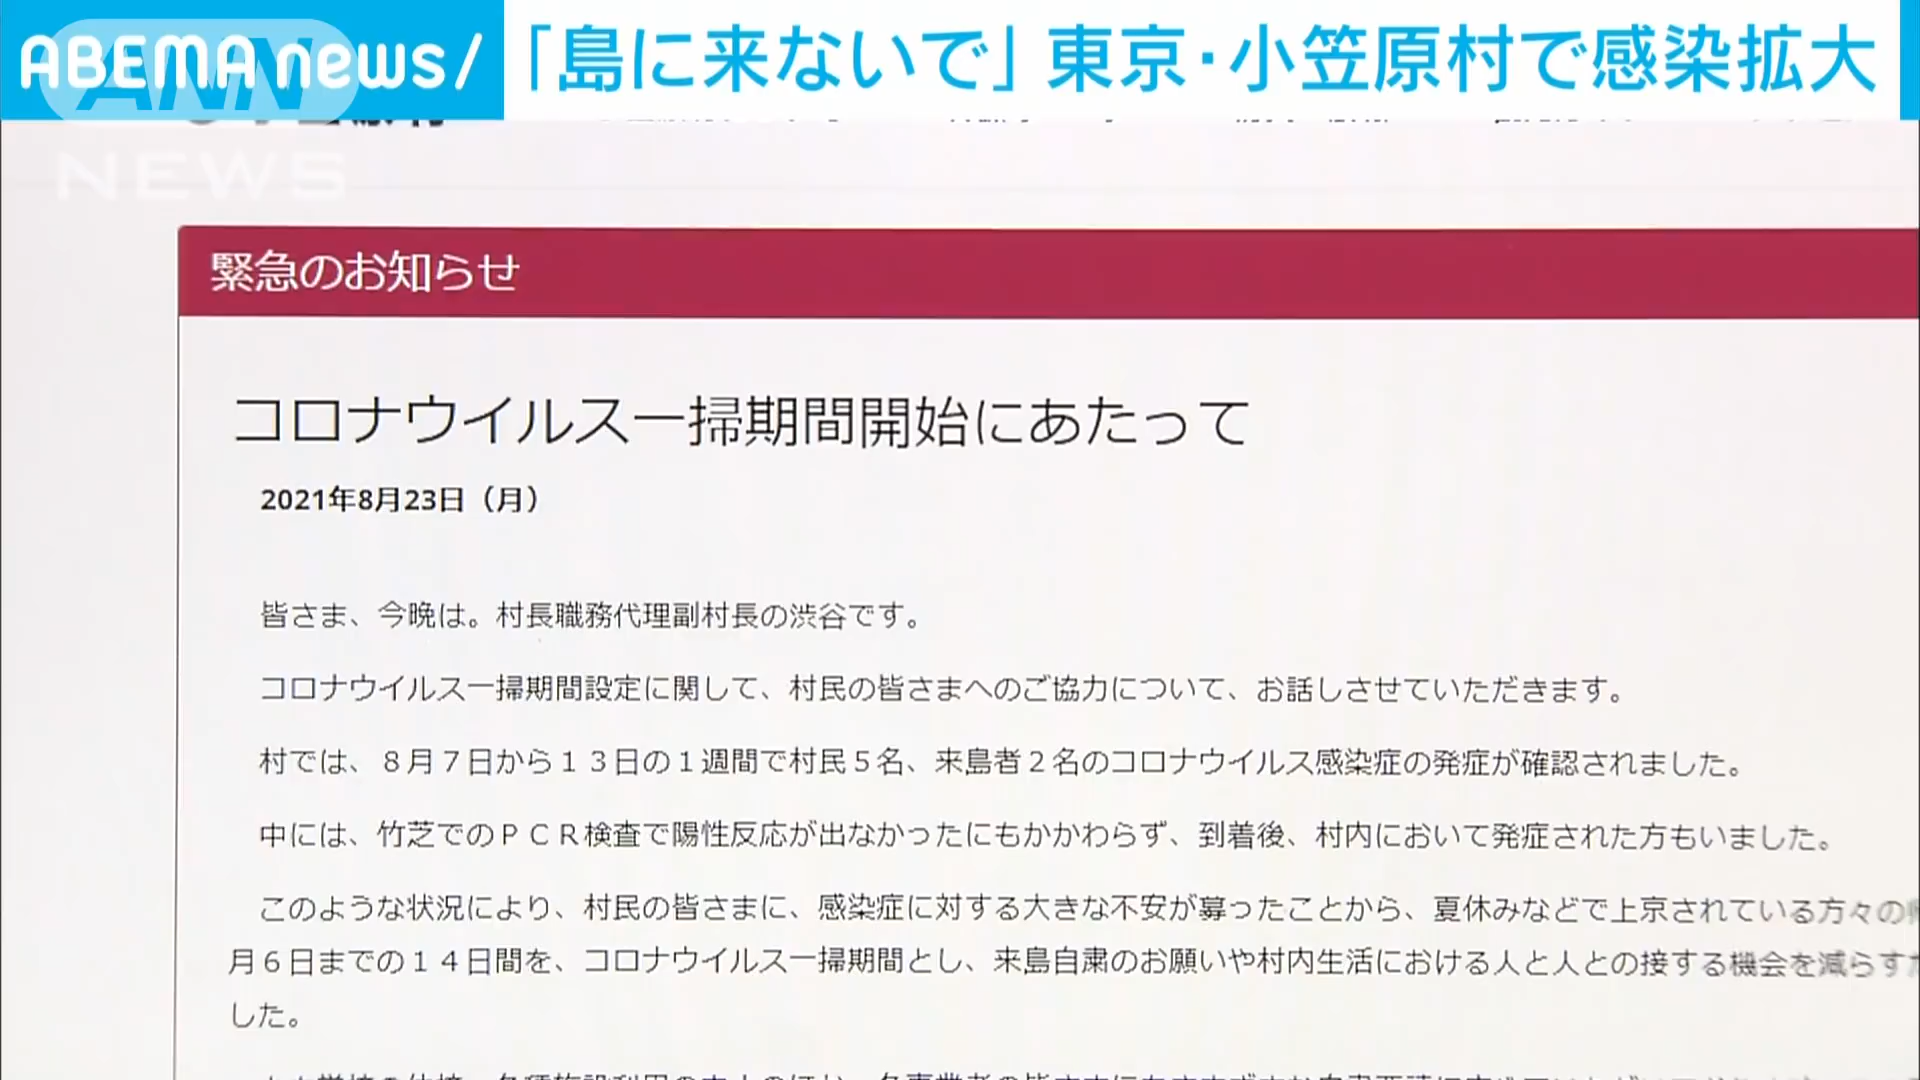 ABEMA news/
ANN
NEWS
「島に来ないで」 東京・小笠原村で感染拡大
緊急のお知らせ
コロナウイルス一掃期間開始にあたって
2021年8月23日（月）
皆さま、今晩は。村長職務代理副村長の渋谷です。
コロナウイルス一掃期間設定に関して、村民の皆さまへのご協力について、お話しさせていただきます。
村では、８月７日から１３日の１週間で村民５名、来島者２名のコロナウイルス感染症の発症が確認されました。
中には、竹芝でのＰＣＲ検査で陽性反応が出なかったにもかかわらず、到着後、村内において発症された方もいました。
このような状況により、村民の皆さまに、感染症に対する大きな不安が募ったことから、夏休みなどで上京されている方々の
月６日までの１４日間を、コロナウイルス一掃期間とし、来島自粛のお願いや村内生活における人と人との接する機会を減らす
した。